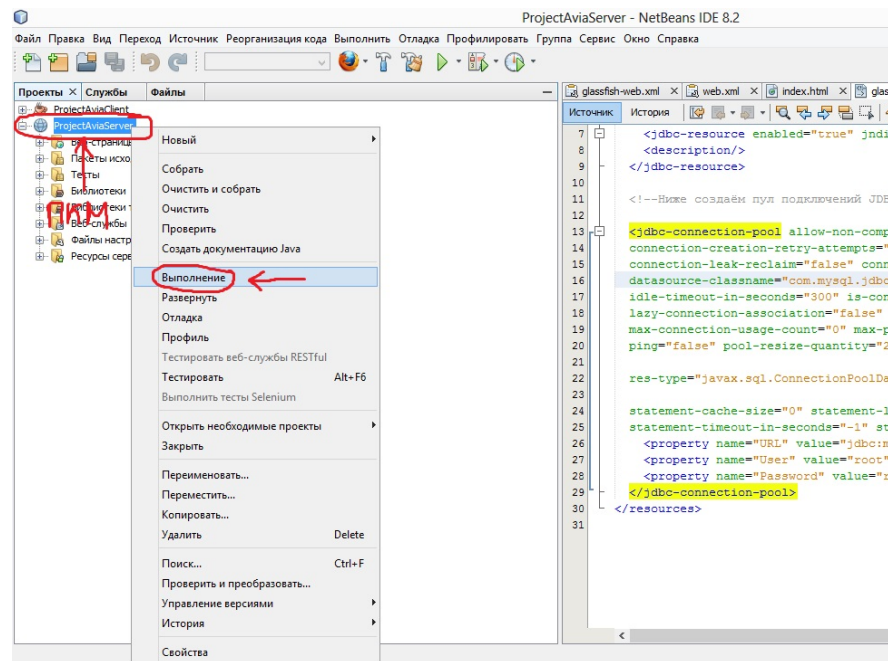 ProjectAviaServer - NetBeans IDE 8.2
Файл Правка Вид Переход Источник Реорганизация кода Выполнить Отладка Профилировать Группа Сервис Окно Справка
Проекты × Службы Файлы
ProjectAviaClient
ProjectAviaServer
Веб-страниць
Пакеты исхо
Тесты
Библиотеки
Библиотеки т
Веб-службы
Файлы настр
Ресурсы серв
ПКМ
Новый
Собрать
Очистить и собрать
Очистить
Проверить
Создать документацию Java
Выполнение
Развернуть
Отладка
Профиль
Тестировать веб-службы RESTful
Тестировать Alt+F6
Выполнить тесты Selenium
Открыть необходимые проекты
Закрыть
Переименовать...
Переместить...
Копировать...
Удалить Delete
Поиск... Ctrl+F
Проверить и преобразовать...
Управление версиями
История
Свойства
glassfish-web.xml × web.xml × index.html × glas
Источник История
7 <jdbc-resource enabled="true" jndi
8 <description/>
9 </jdbc-resource>
10
11 <!--Ниже создаём пул подключений JDB
12
13 <jdbc-connection-pool allow-non-comp
14 connection-creation-retry-attempts="
15 connection-leak-reclaim="false" conn
16 datasource-classname="com.mysql.jdbc
17 idle-timeout-in-seconds="300" is-con
18 lazy-connection-association="false"
19 max-connection-usage-count="0" max-p
20 ping="false" pool-resize-quantity="2
21
22 res-type="javax.sql.ConnectionPoolDa
23
24 statement-cache-size="0" statement-l
25 statement-timeout-in-seconds="-1" st
26 <property name="URL" value="jdbc:m
27 <property name="User" value="root"
28 <property name="Password" value="r
29 </jdbc-connection-pool>
30 </resources>
31